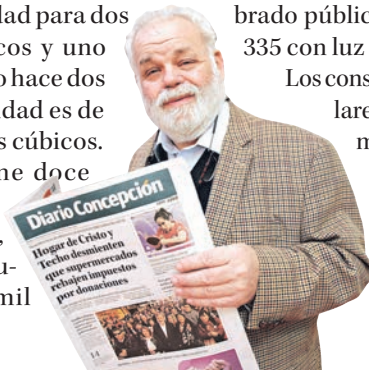 dad para dos
cos y uno
o hace dos
idad es de
s cúbicos.
ne doce
,
u-
mil
brado públic
335 con luz
Los cons
lare
m
Diario Concepción
Hogar de Cristo y
Techo desmienten
que supermercados
rebajen impuestos
por donaciones